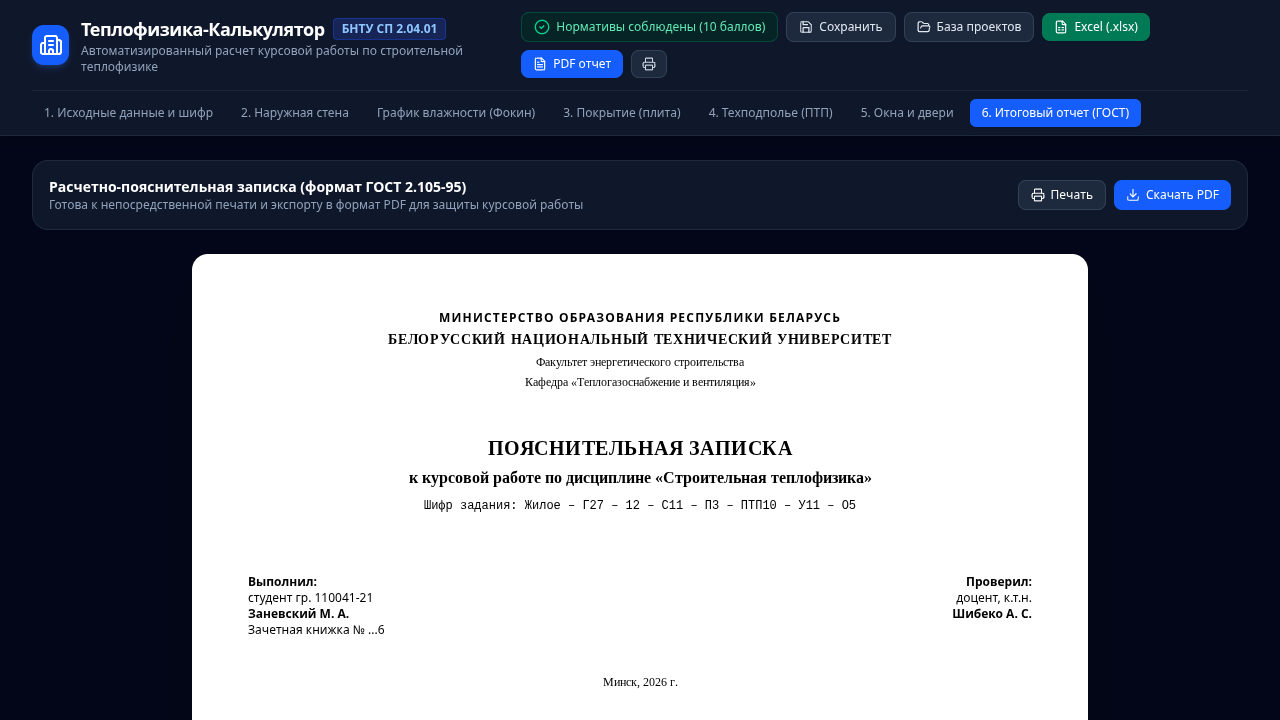 Теплофизика-Калькулятор
БНТУ СП 2.04.01
Автоматизированный расчет курсовой работы по строительной
теплофизике
Нормативы соблюдены (10 баллов)
Сохранить
База проектов
Excel (.xlsx)
PDF отчет
1. Исходные данные и шифр
2. Наружная стена
График влажности (Фокин)
3. Покрытие (плита)
4. Техподполье (ПТП)
5. Окна и двери
6. Итоговый отчет (ГОСТ)
Расчетно-пояснительная записка (формат ГОСТ 2.105-95)
Готова к непосредственной печати и экспорту в формат PDF для защиты курсовой работы
Печать
Скачать PDF
МИНИСТЕРСТВО ОБРАЗОВАНИЯ РЕСПУБЛИКИ БЕЛАРУСЬ
БЕЛОРУССКИЙ НАЦИОНАЛЬНЫЙ ТЕХНИЧЕСКИЙ УНИВЕРСИТЕТ
Факультет энергетического строительства
Кафедра «Теплогазоснабжение и вентиляция»
ПОЯСНИТЕЛЬНАЯ ЗАПИСКА
к курсовой работе по дисциплине «Строительная теплофизика»
Шифр задания: Жилое – Г27 – 12 – С11 – П3 – ПТП10 – У11 – О5
Выполнил:
студент гр. 110041-21
Заневский М. А.
Зачетная книжка № ...6
Проверил:
доцент, к.т.н.
Шибеко А. С.
Минск, 2026 г.